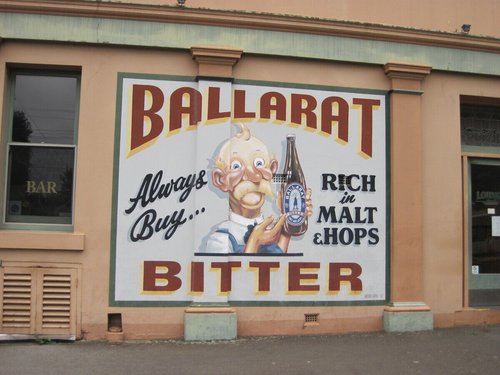 BALLARAT
Always
Buy...
RICH
in
MALT
& HOPS
BITTER
BAR